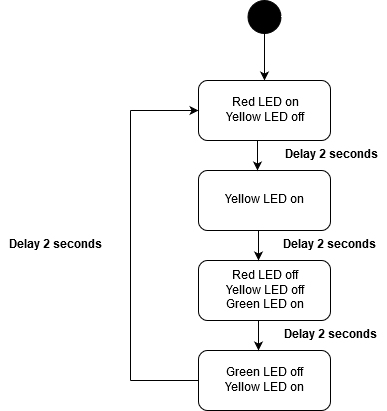 Red LED on
Yellow LED off
Delay 2 seconds
Yellow LED on
Delay 2 seconds
Delay 2 seconds
Red LED off
Yellow LED off
Green LED on
Delay 2 seconds
Green LED off
Yellow LED on